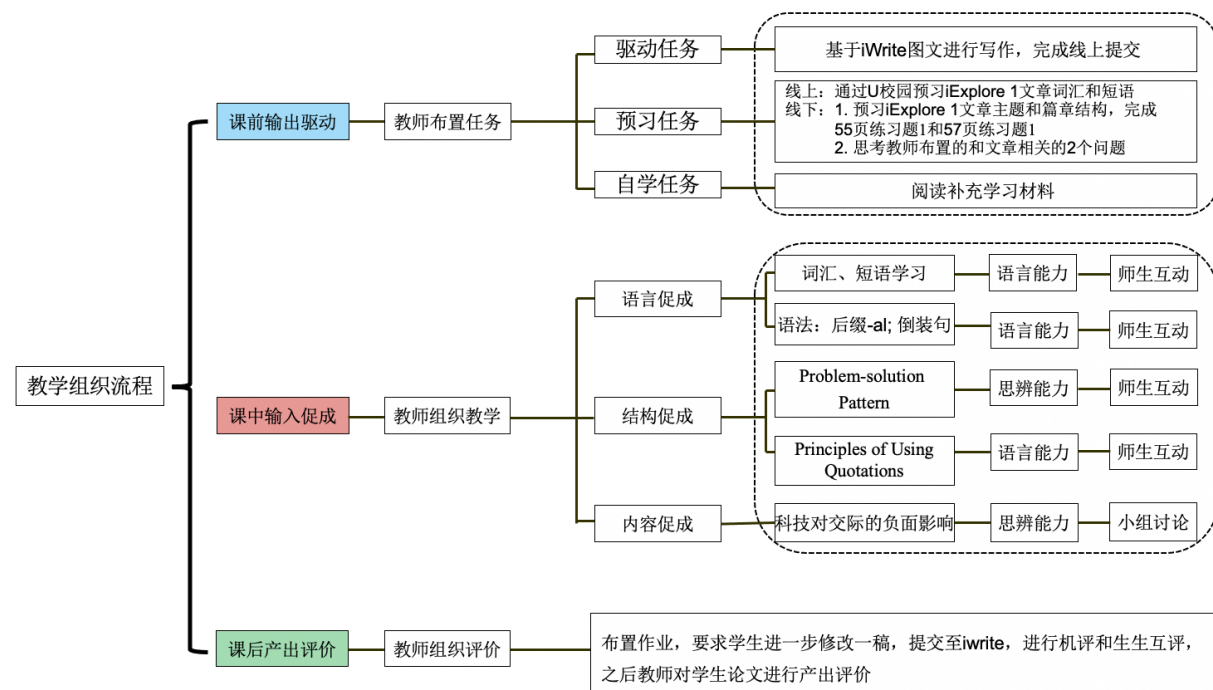 教学组织流程
课前输出驱动
教师布置任务
驱动任务
基于iWrite图文进行写作，完成线上提交
预习任务
线上：通过U校园预习iExplore 1文章词汇和短语
线下：1. 预习iExplore 1文章主题和篇章结构，完成
55页练习题1和57页练习题1
2. 思考教师布置的和文章相关的2个问题
自学任务
阅读补充学习材料
课中输入促成
教师组织教学
语言促成
词汇、短语学习
语言能力
师生互动
语法：后缀-al; 倒装句
语言能力
师生互动
结构促成
Problem-solution
Pattern
思辨能力
师生互动
Principles of Using
Quotations
语言能力
师生互动
内容促成
科技对交际的负面影响
思辨能力
小组讨论
课后产出评价
教师组织评价
布置作业，要求学生进一步修改一稿，提交至iwrite，进行机评和生生互评，
之后教师对学生论文进行产出评价